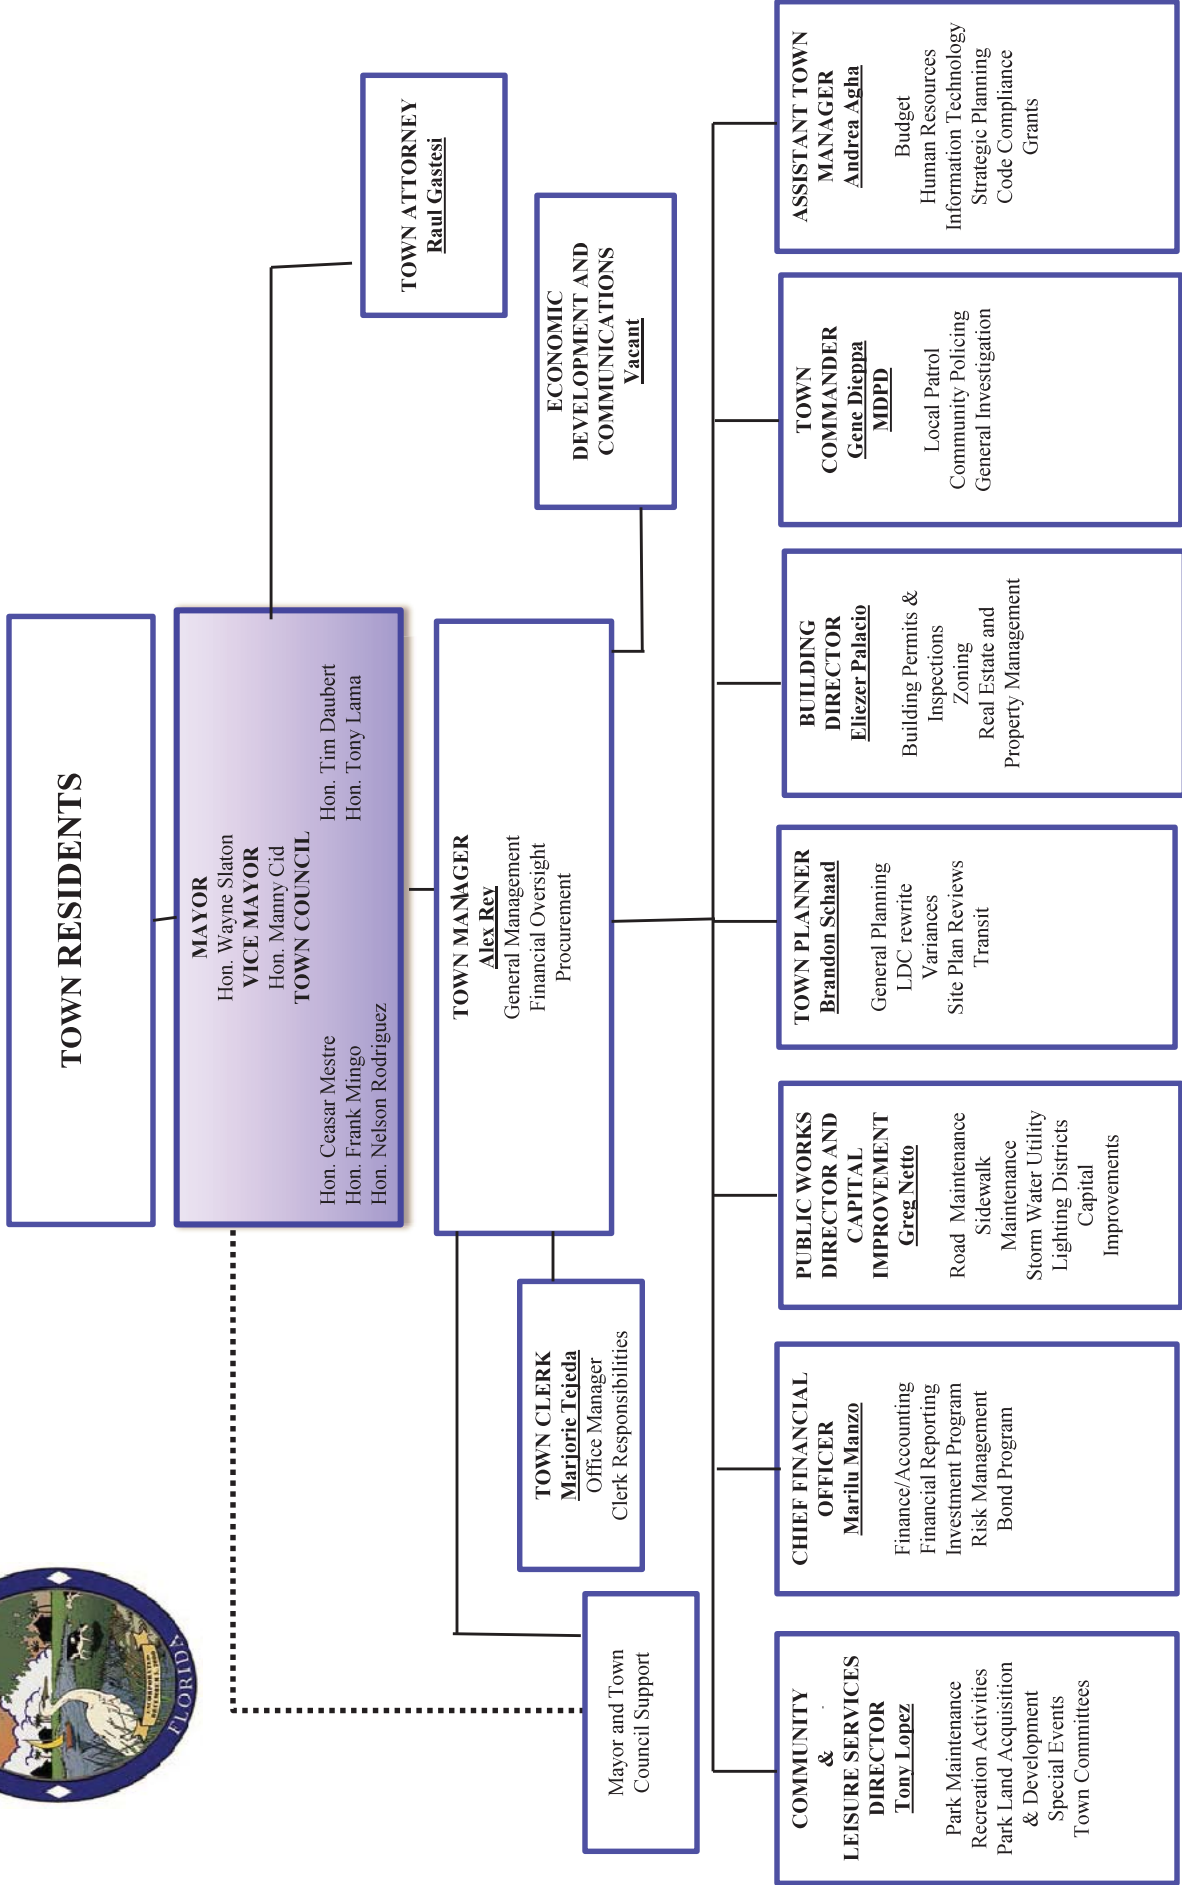 TOWN RESIDENTS
MAYOR
Hon. Wayne Slaton
VICE MAYOR
Hon. Manny Cid
TOWN COUNCIL
Hon. Ceasar Mestre
Hon. Tim Daubert
Hon. Frank Mingo
Hon. Tony Lama
Hon. Nelson Rodriguez
TOWN ATTORNEY
Raul Gastesi
TOWN MANAGER
Alex Rey
General Management
Financial Oversight
Procurement
TOWN CLERK
Marjorie Tejeda
Office Manager
Clerk Responsibilities
ECONOMIC
DEVELOPMENT AND
COMMUNICATIONS
Vacant
Mayor and Town
Council Support
COMMUNITY
&
LEISURE SERVICES
DIRECTOR
Tony Lopez
Park Maintenance
Recreation Activities
Park Land Acquisition
& Development
Special Events
Town Committees
CHIEF FINANCIAL
OFFICER
Marilu Manzo
Finance/Accounting
Financial Reporting
Investment Program
Risk Management
Bond Program
PUBLIC WORKS
DIRECTOR AND
CAPITAL
IMPROVEMENT
Greg Netto
Road Maintenance
Sidewalk
Maintenance
Storm Water Utility
Lighting Districts
Capital
Improvements
TOWN PLANNER
Brandon Schaad
General Planning
LDC rewrite
Variances
Site Plan Reviews
Transit
BUILDING
DIRECTOR
Eliezer Palacio
Building Permits &
Inspections
Zoning
Real Estate and
Property Management
TOWN
COMMANDER
Gene Dieppa
MDPD
Local Patrol
Community Policing
General Investigation
ASSISTANT TOWN
MANAGER
Andrea Agha
Budget
Human Resources
Information Technology
Strategic Planning
Code Compliance
Grants
FLORIDA